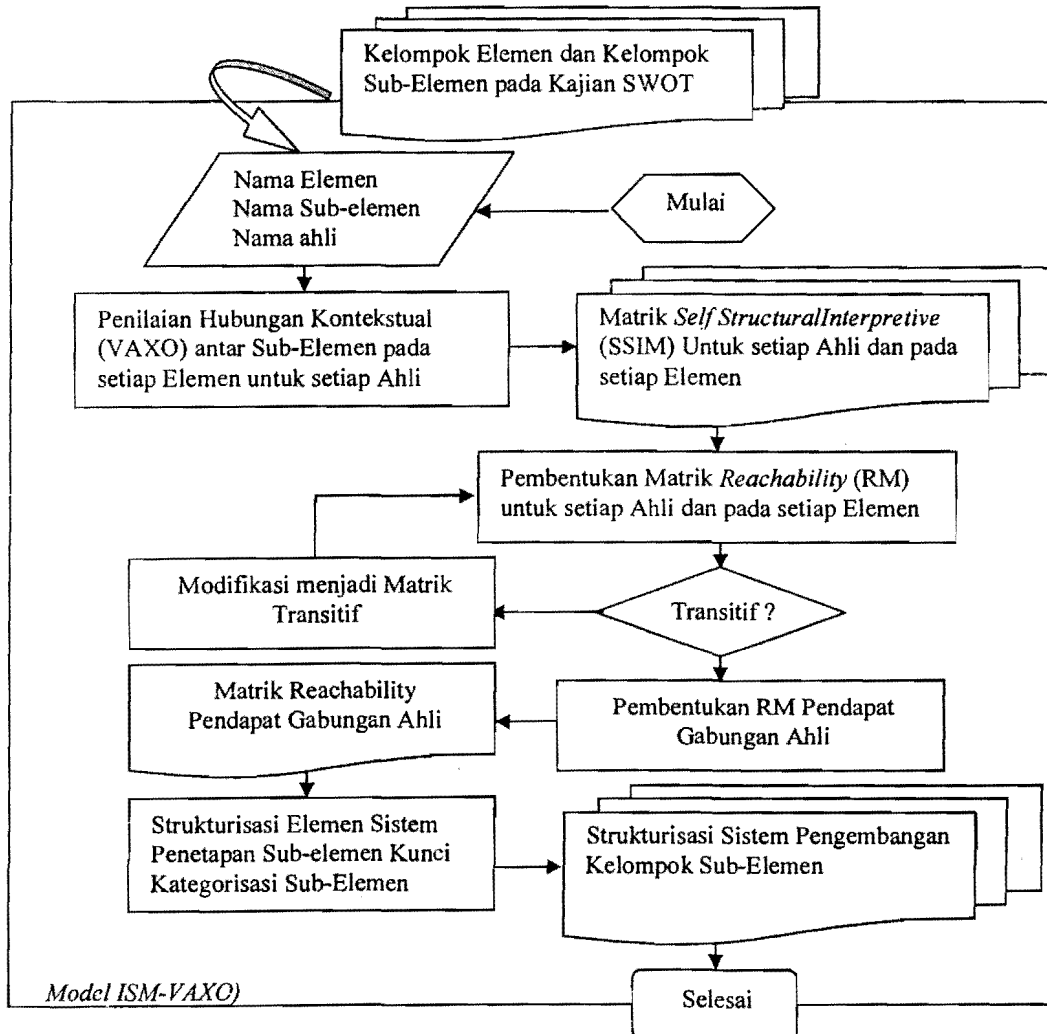 Kelompok Elemen dan Kelompok
Sub-Elemen pada Kajian SWOT
Nama Elemen
Nama Sub-elemen
Nama ahli
Mulai
Penilaian Hubungan Kontekstual
(VAXO) antar Sub-Elemen pada
setiap Elemen untuk setiap Ahli
Matrik Self StructuralInterpretive
(SSIM) Untuk setiap Ahli dan pada
setiap Elemen
Pembentukan Matrik Reachability (RM)
untuk setiap Ahli dan pada setiap Elemen
Modifikasi menjadi Matrik
Transitif
Transitif ?
Matrik Reachability
Pendapat Gabungan Ahli
Pembentukan RM Pendapat
Gabungan Ahli
Strukturisasi Elemen Sistem
Penetapan Sub-elemen Kunci
Kategorisasi Sub-Elemen
Strukturisasi Sistem Pengembangan
Kelompok Sub-Elemen
Model ISM-VAXO)
Selesai